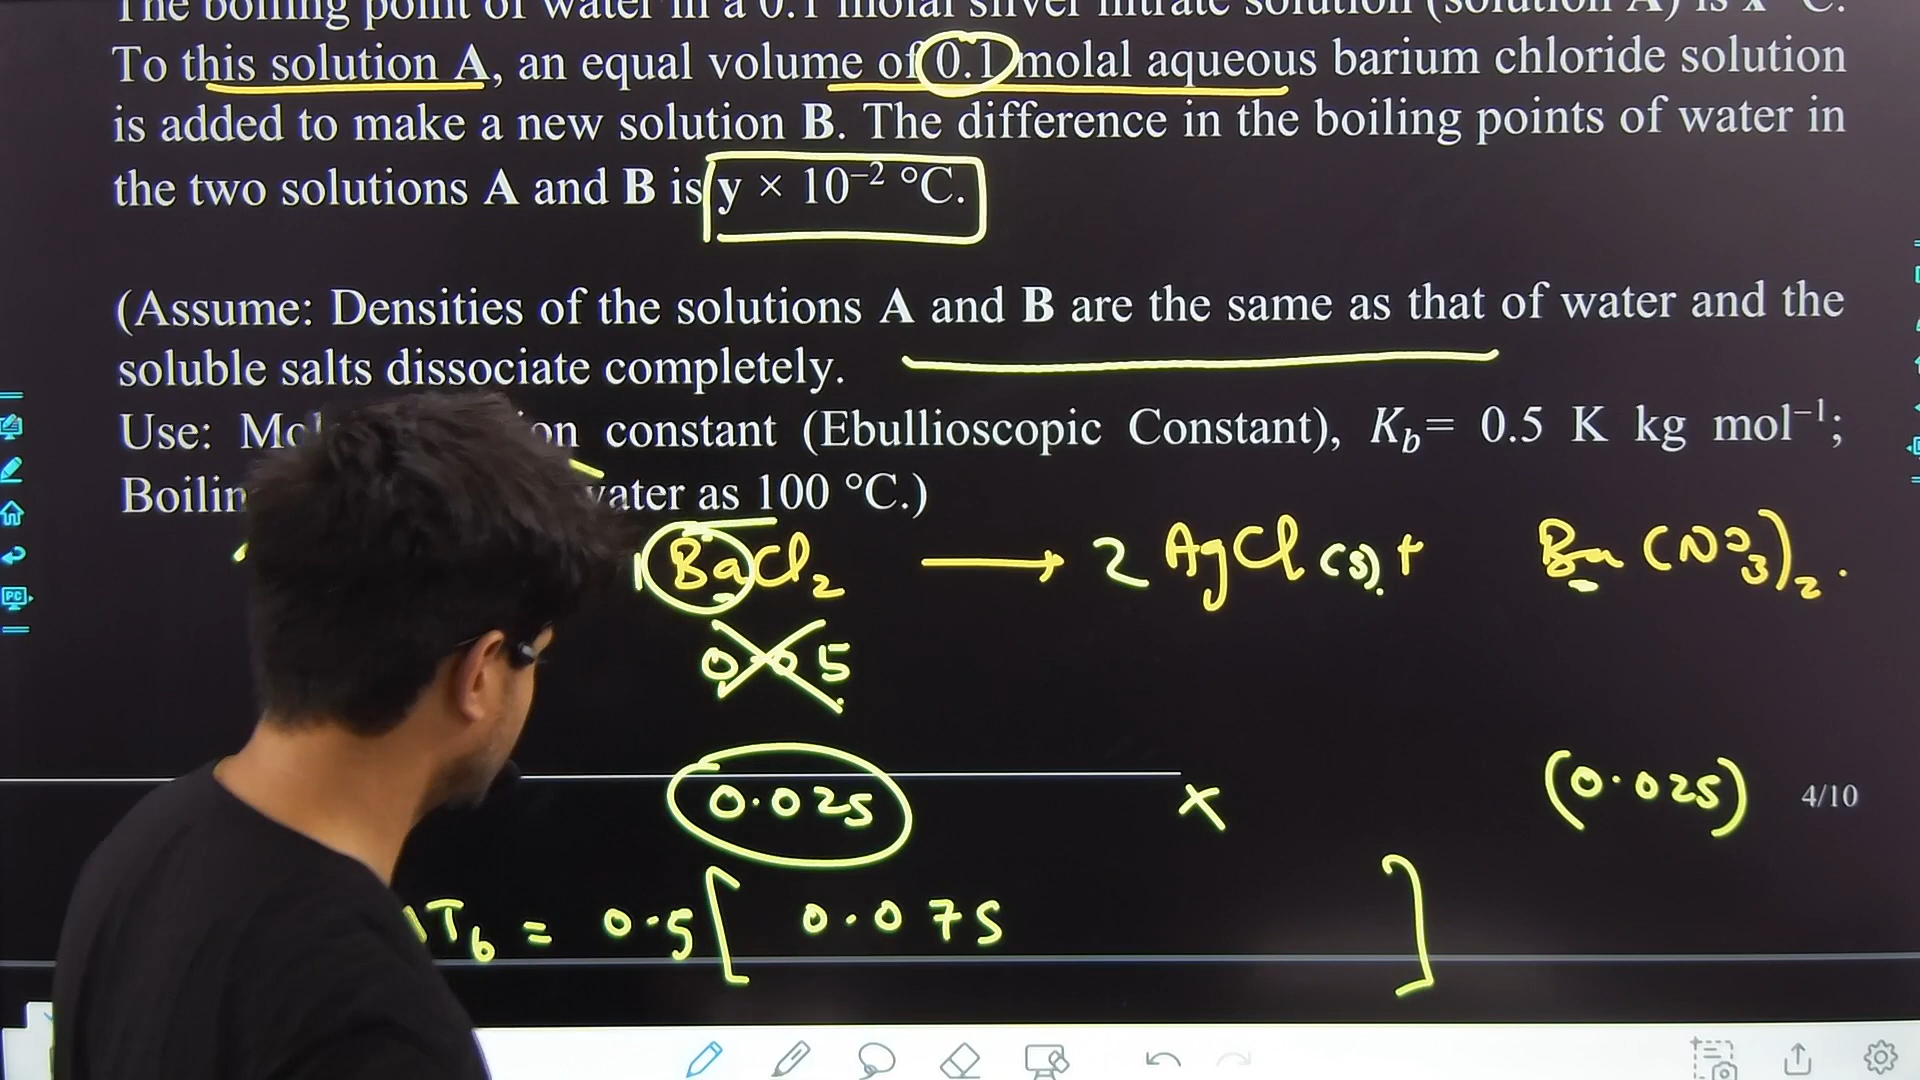 The boiling point of water in a 0.1 molal silver nitrate solution (solution A) is x °C.
To this solution A, an equal volume of 0.1 molal aqueous barium chloride solution
is added to make a new solution B. The difference in the boiling points of water in
the two solutions A and B is y × 10⁻² °C.
(Assume: Densities of the solutions A and B are the same as that of water and the
soluble salts dissociate completely.
Use: constant (Ebullioscopic Constant), K_b = 0.5 K kg mol⁻¹;
water as 100 °C.)
BaCl₂ ⟶ 2 AgCl (s) + Ba(NO₃)₂.
0.05
0.025 × (0.025)
4/10
ΔT_b = 0.5 [ 0.075 ]
PC